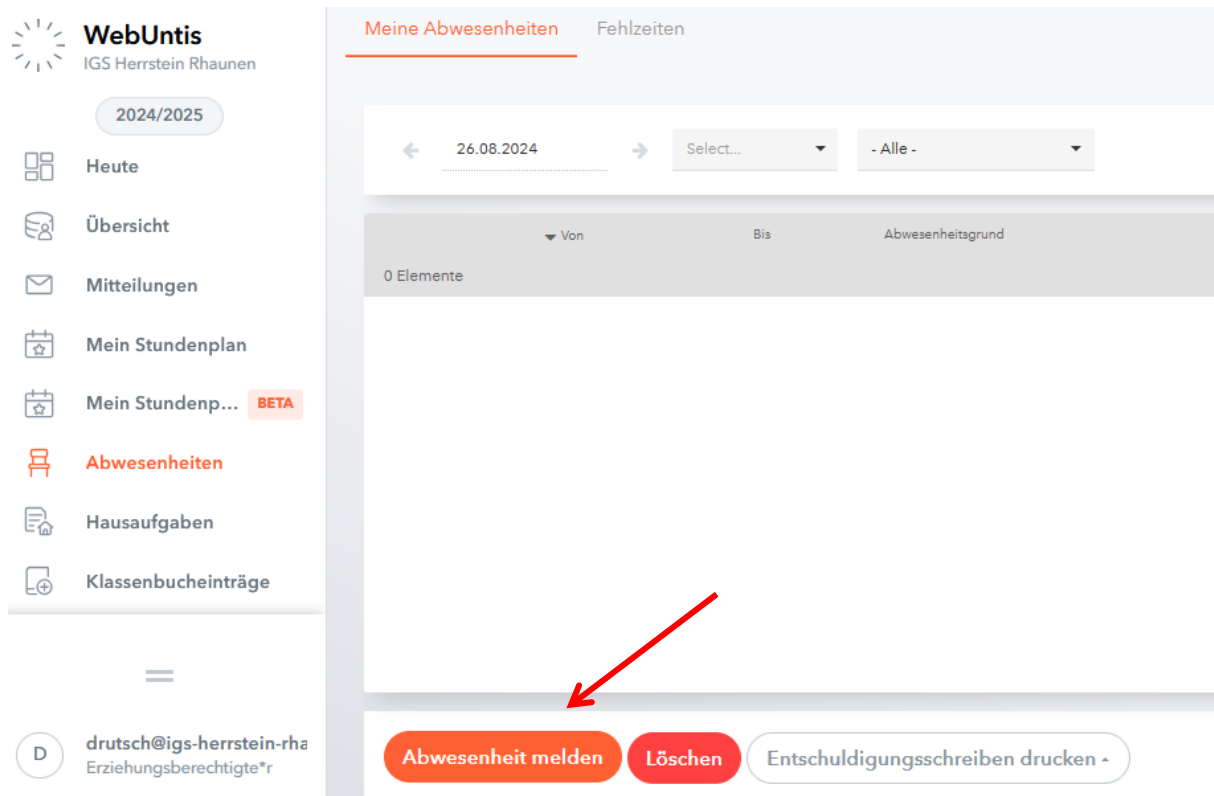 WebUntis
IGS Herrstein Rhaunen
2024/2025
Heute
Übersicht
Mitteilungen
Mein Stundenplan
Mein Stundenp... BETA
Abwesenheiten
Hausaufgaben
Klassenbucheinträge
D
drutsch@igs-herrstein-rha
Erziehungsberechtigte*r
Meine Abwesenheiten Fehlzeiten
26.08.2024 Select... - Alle -
Von Bis Abwesenheitsgrund
0 Elemente
Abwesenheit melden Löschen Entschuldigungsschreiben drucken